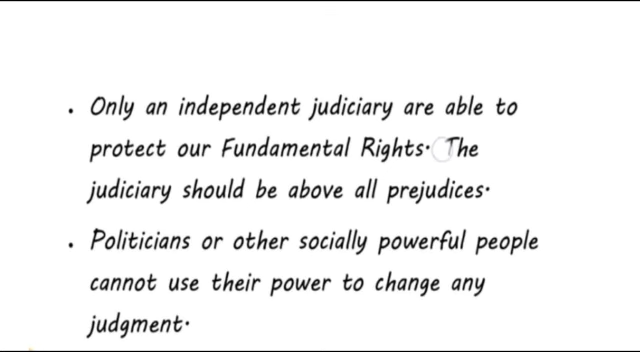 • Only an independent judiciary are able to
protect our Fundamental Rights. The
judiciary should be above all prejudices.
• Politicians or other socially powerful people
cannot use their power to change any
judgment.